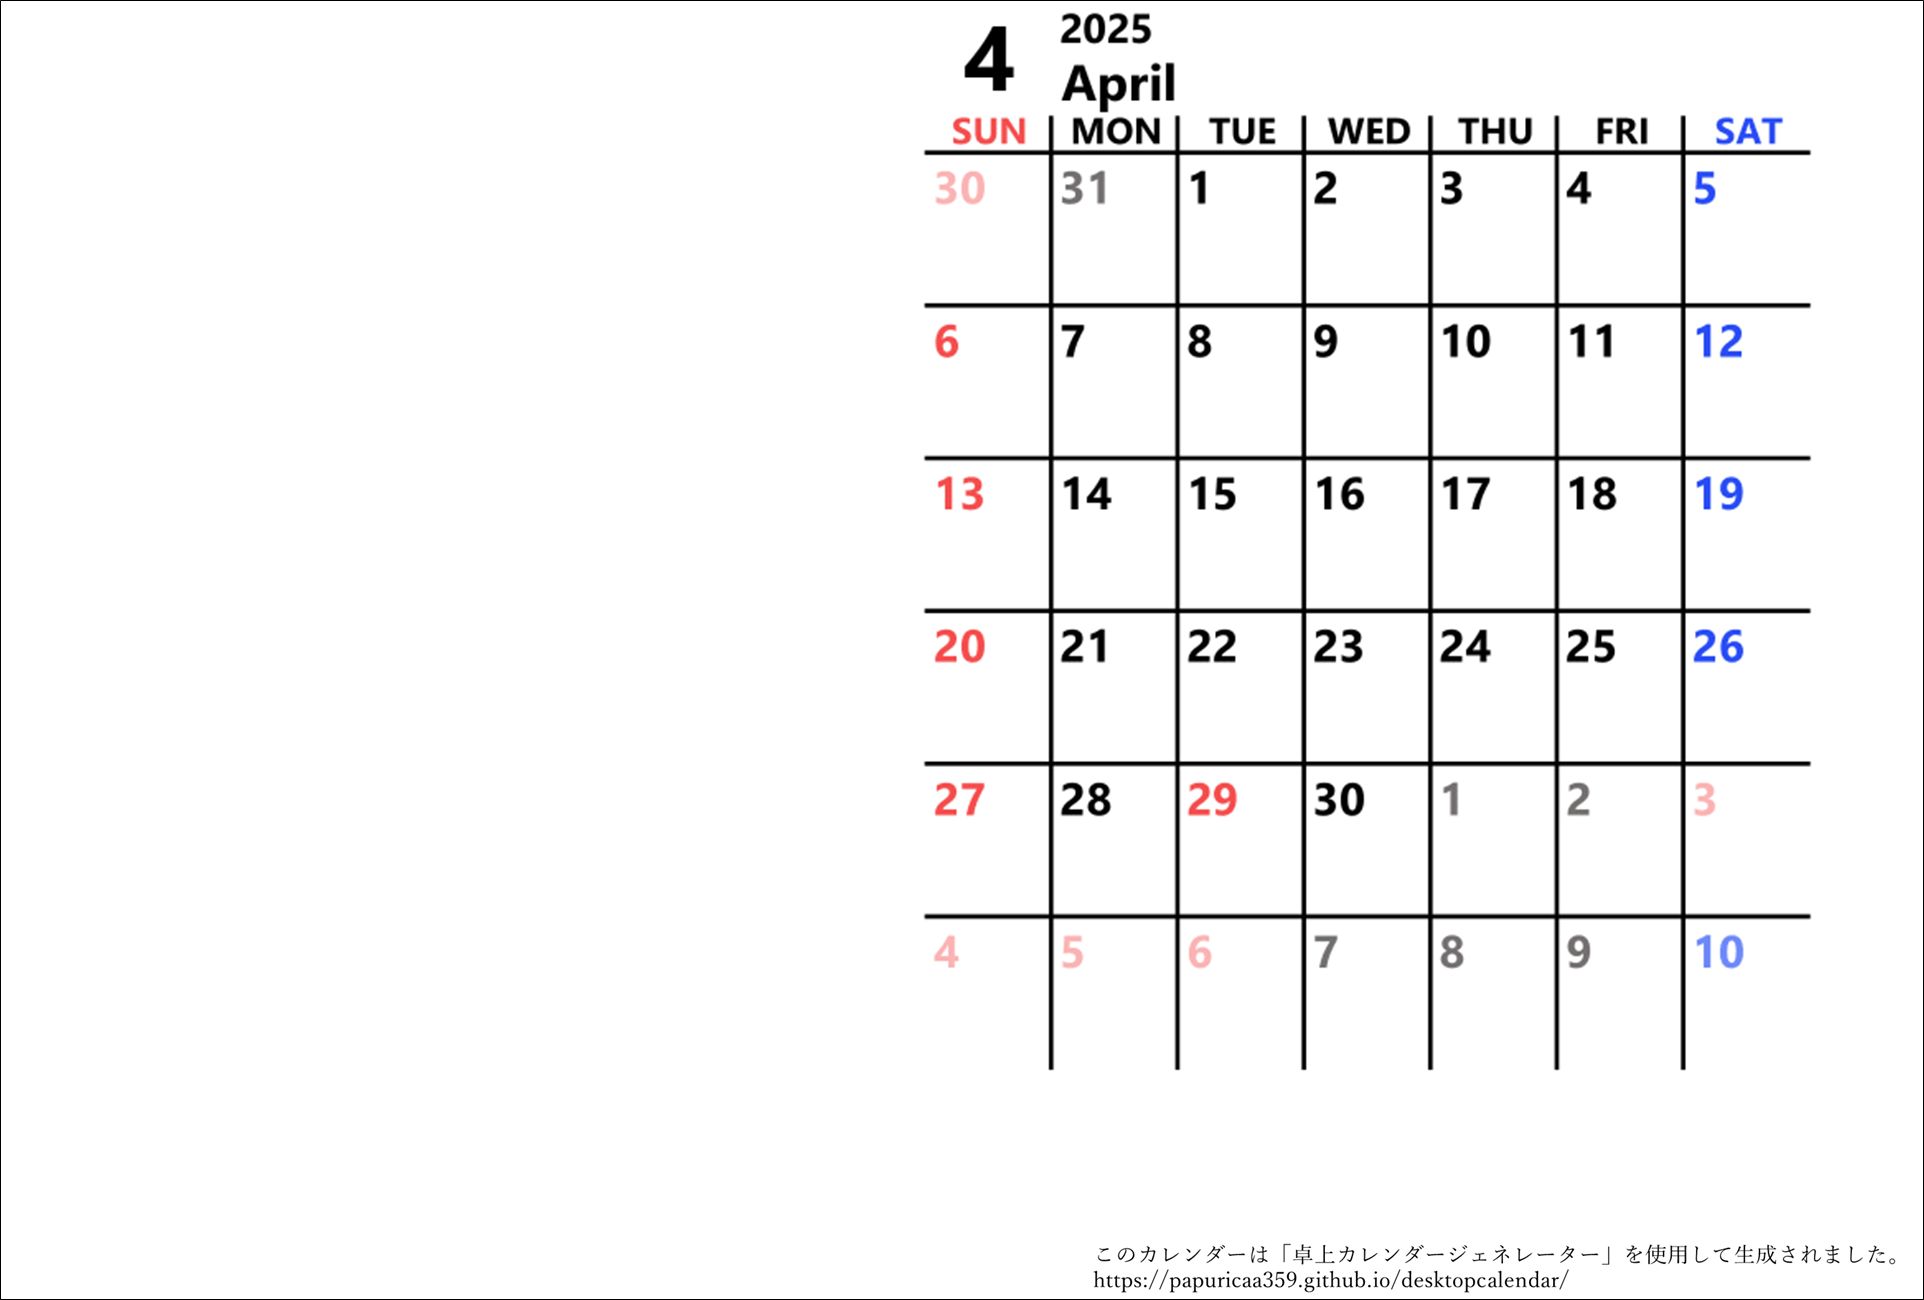 4
2025
April
SUN MON TUE WED THU FRI SAT
30 31 1 2 3 4 5
6 7 8 9 10 11 12
13 14 15 16 17 18 19
20 21 22 23 24 25 26
27 28 29 30 1 2 3
4 5 6 7 8 9 10
このカレンダーは「卓上カレンダージェネレーター」を使用して生成されました。
https://papuricaa359.github.io/desktopcalendar/